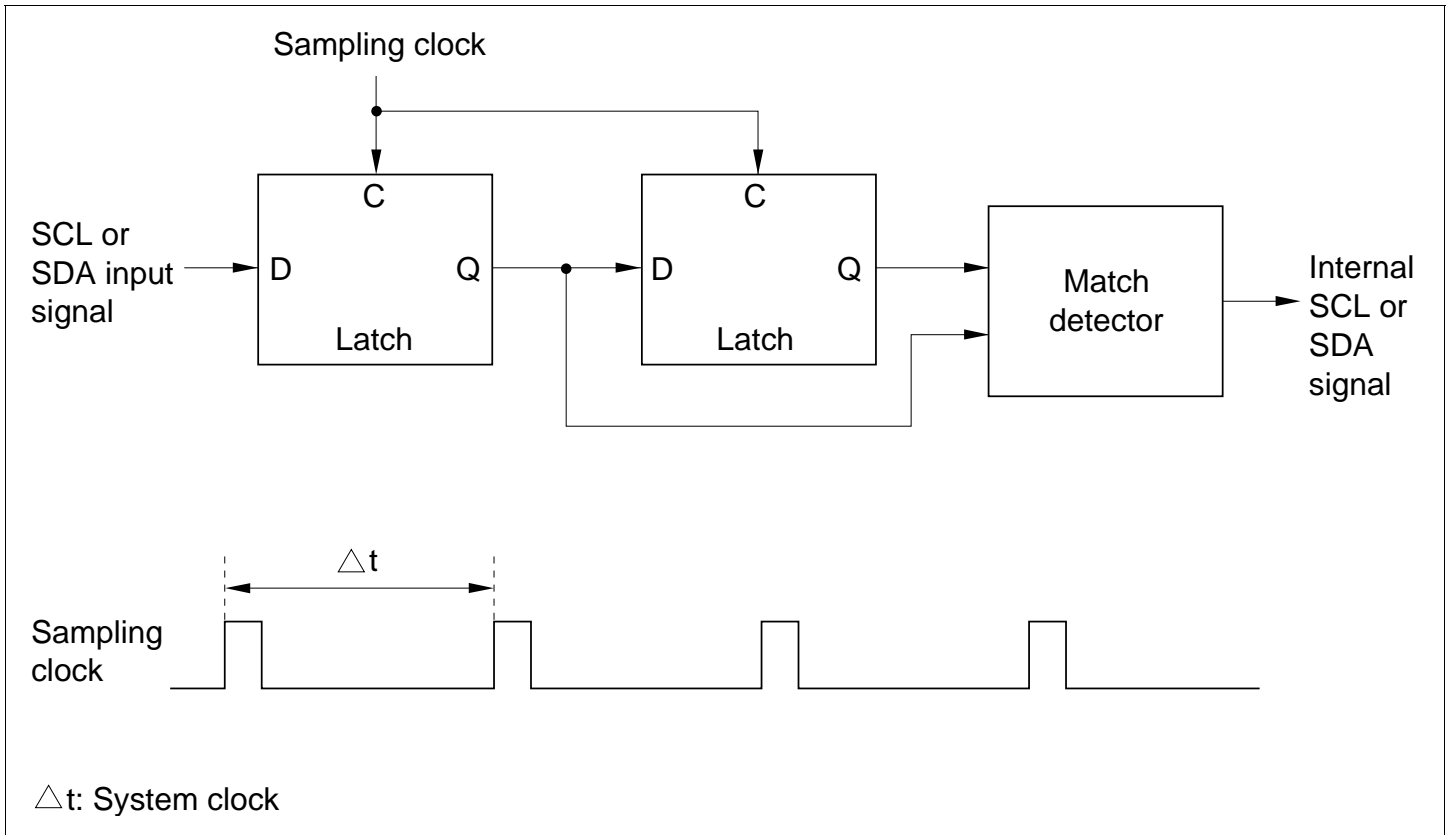 Sampling clock
C
C
SCL or
SDA input
signal
D
Q
D
Q
Latch
Latch
Match
detector
Internal
SCL or
SDA
signal
△t
Sampling
clock
△t: System clock